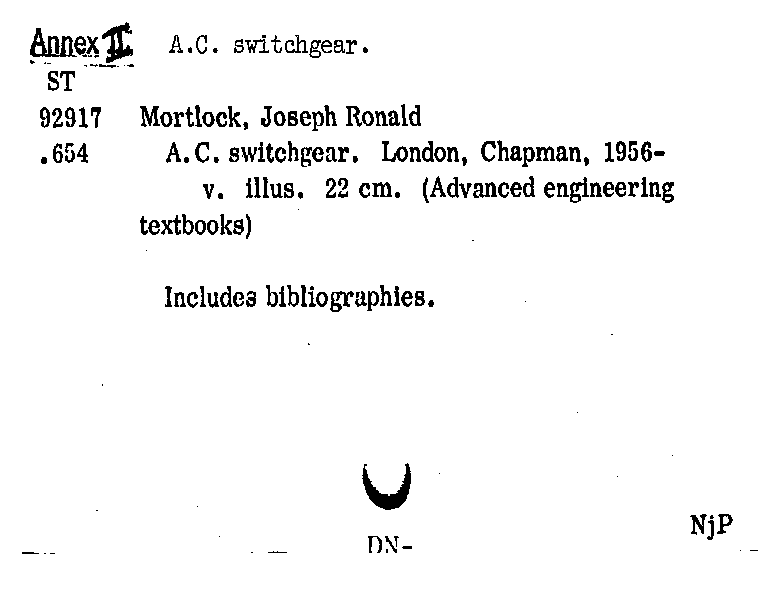 Annex II A.C. switchgear.
ST
92917 Mortlock, Joseph Ronald
.654 A.C. switchgear. London, Chapman, 1956-
v. illus. 22 cm. (Advanced engineering
textbooks)
Includes bibliographies.
NjP
DN-